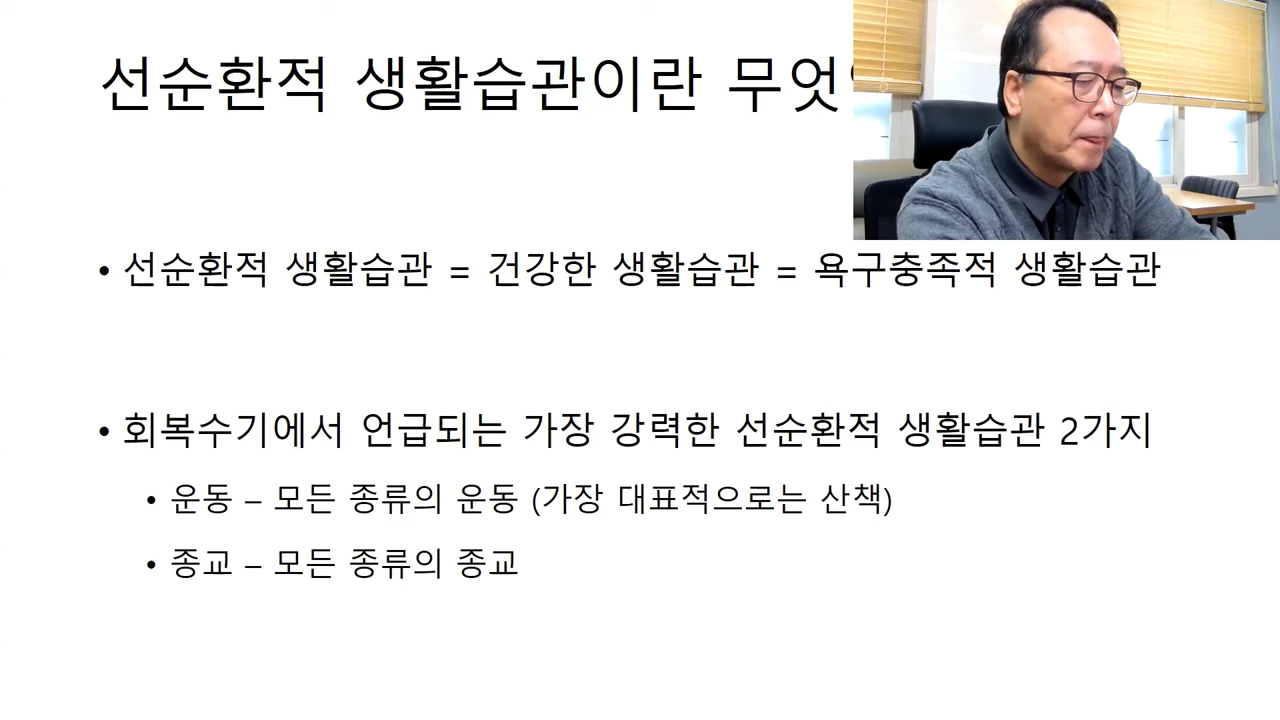 선순환적 생활습관이란
• 선순환적 생활습관 = 건강한 생활습관 = 욕구충족적 생활습관
• 회복수기에서 언급되는 가장 강력한 선순환적 생활습관 2가지
• 운동 – 모든 종류의 운동 (가장 대표적으로는 산책)
• 종교 – 모든 종류의 종교